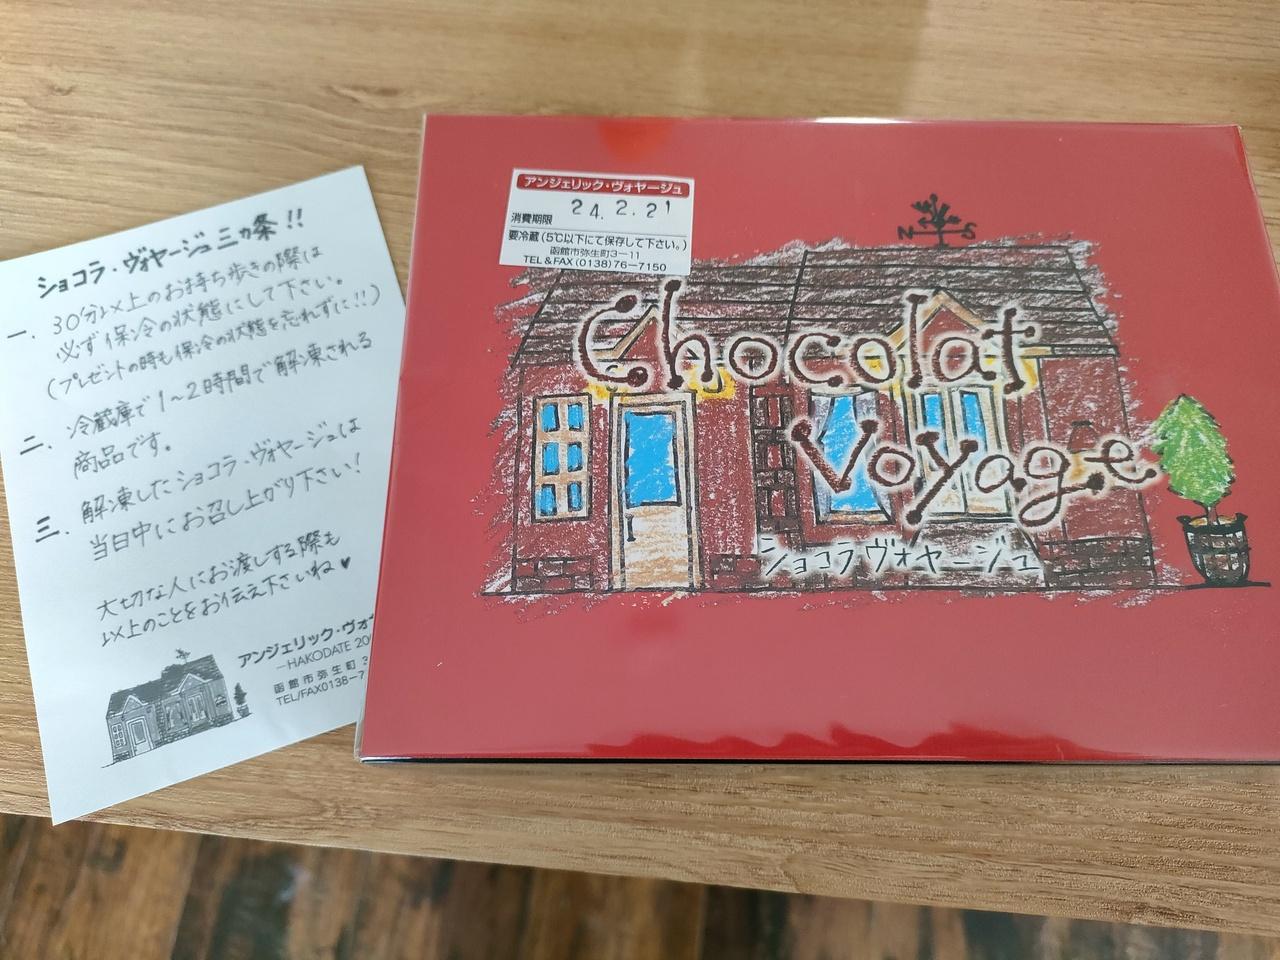 ショコラ・ヴォヤージュ三ヵ条!!
一、30分以上のお持ち歩きの際は
必ず保冷の状態にして下さい。
(プレゼントの時も保冷の状態を忘れずに!!)
二、冷蔵庫で1~2時間で解凍される
商品です。
三、解凍したショコラ・ヴォヤージュは
当日中にお召し上がり下さい!
大切な人にお渡しする際も
以上のことをお伝え下さいね♥
アンジェリック・ヴォ
―HAKODATE 20
函館市弥生町
TEL/FAX0138-7
アンジェリック・ヴォヤージュ
消費期限 24.2.21
要冷蔵(5℃以下にて保存して下さい。)
函館市弥生町3―11
TEL&FAX(0138)76-7150
N S
Chocolat
Voyage
ショコラヴォヤージュ